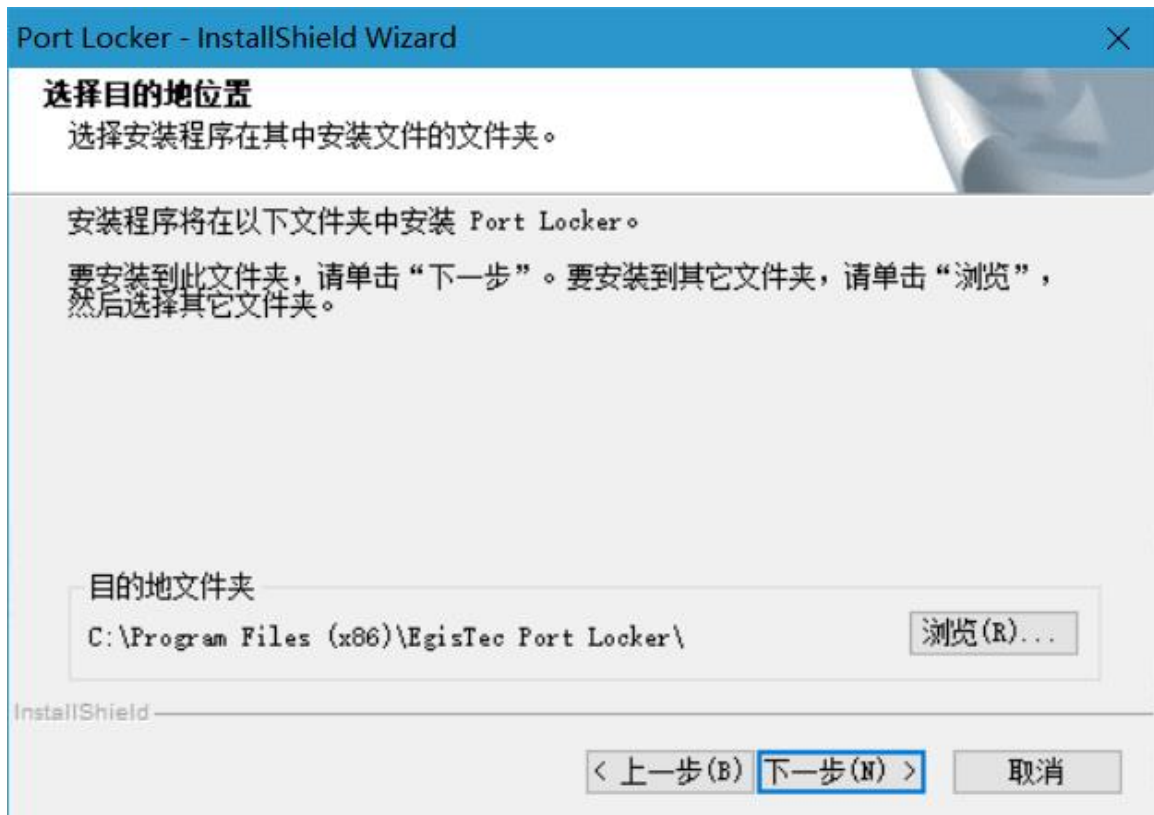 Port Locker - InstallShield Wizard
选择目的地位置
选择安装程序在其中安装文件的文件夹。
安装程序将在以下文件夹中安装 Port Locker。
要安装到此文件夹，请单击“下一步”。要安装到其它文件夹，请单击“浏览”，
然后选择其它文件夹。
目的地文件夹
C:\Program Files (x86)\EgisTec Port Locker\
浏览(R)...
InstallShield
< 上一步(B)
下一步(N) >
取消